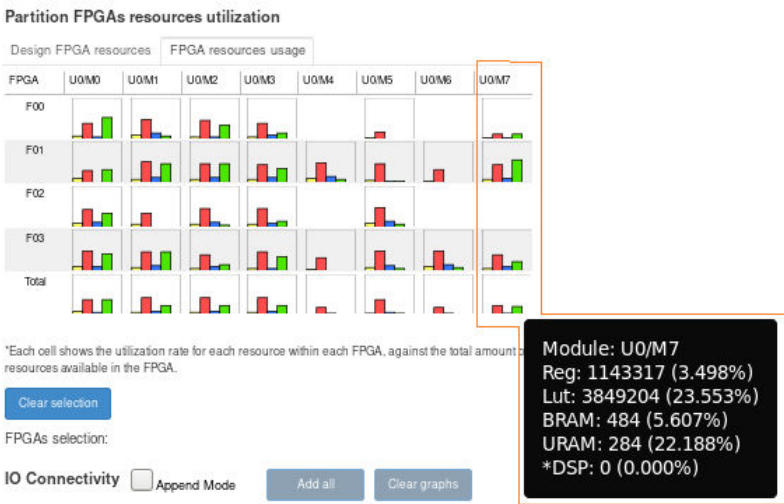 Partition FPGAs resources utilization
Design FPGA resources FPGA resources usage
FPGA U0/M0 U0/M1 U0/M2 U0/M3 U0/M4 U0/M5 U0/M6 U0/M7
F00
F01
F02
F03
Total
*Each cell shows the utilization rate for each resource within each FPGA, against the total amount
resources available in the FPGA.
Module: U0/M7
Reg: 1143317 (3.498%)
Lut: 3849204 (23.553%)
BRAM: 484 (5.607%)
URAM: 284 (22.188%)
*DSP: 0 (0.000%)
Clear selection
FPGAs selection:
IO Connectivity Append Mode Add all Clear graphs